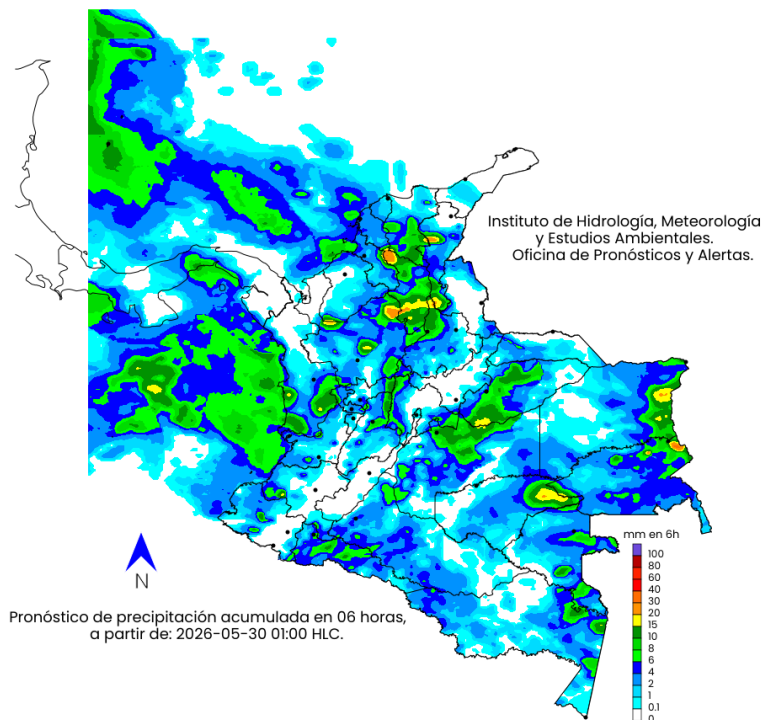 Instituto de Hidrología, Meteorología
y Estudios Ambientales.
Oficina de Pronósticos y Alertas.
N
Pronóstico de precipitación acumulada en 06 horas,
a partir de: 2026-05-30 01:00 HLC.
mm en 6h
100
80
60
40
30
20
15
10
8
6
4
2
1
0.1
0